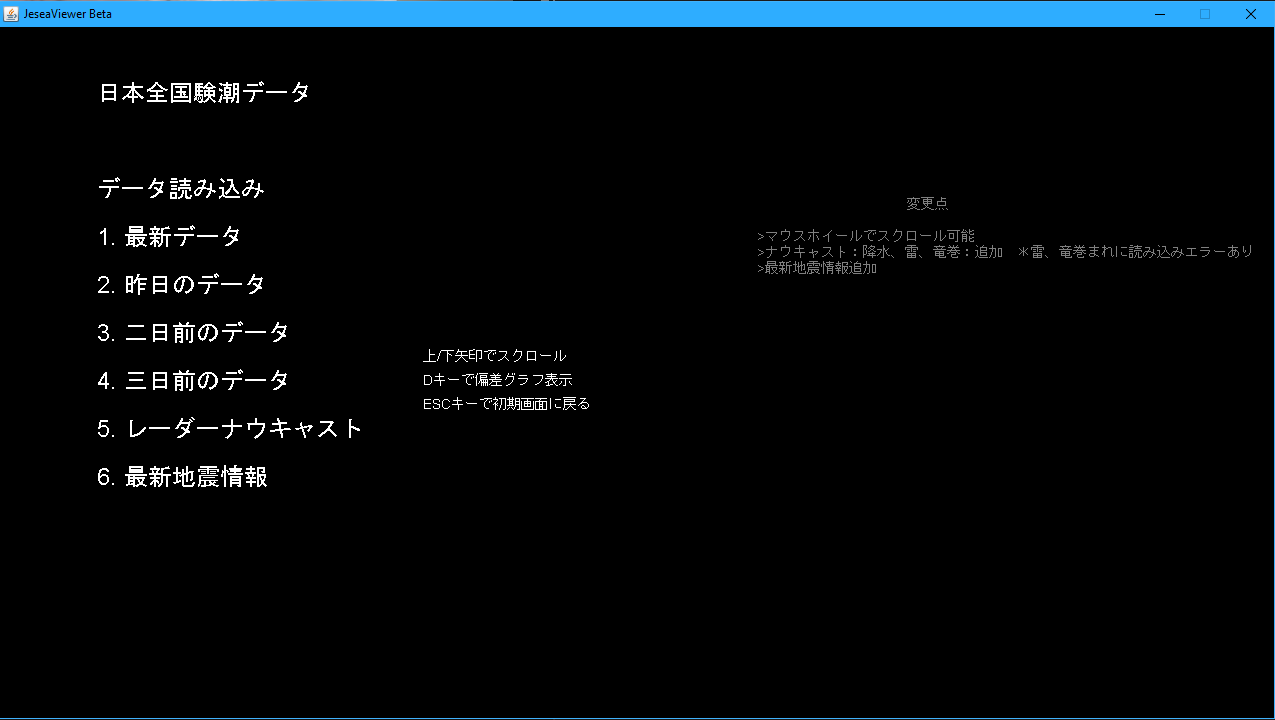 JeseaViewer Beta
日本全国験潮データ
データ読み込み
1. 最新データ
2. 昨日のデータ
3. 二日前のデータ
4. 三日前のデータ
5. レーダーナウキャスト
6. 最新地震情報
上/下矢印でスクロール
Dキーで偏差グラフ表示
ESCキーで初期画面に戻る
変更点
>マウスホイールでスクロール可能
>ナウキャスト：降水、雷、竜巻：追加　＊雷、竜巻まれに読み込みエラーあり
>最新地震情報追加